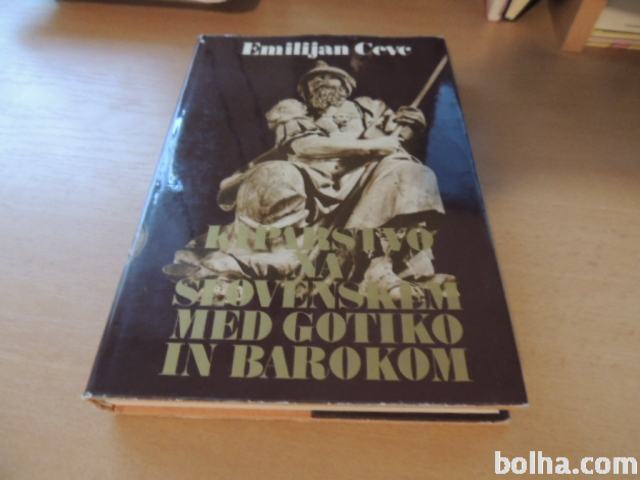 Emilijan Cevc
KIPARSTVO
NA
SLOVENSKEM
MED GOTIKO
IN BAROKOM
bolha.com